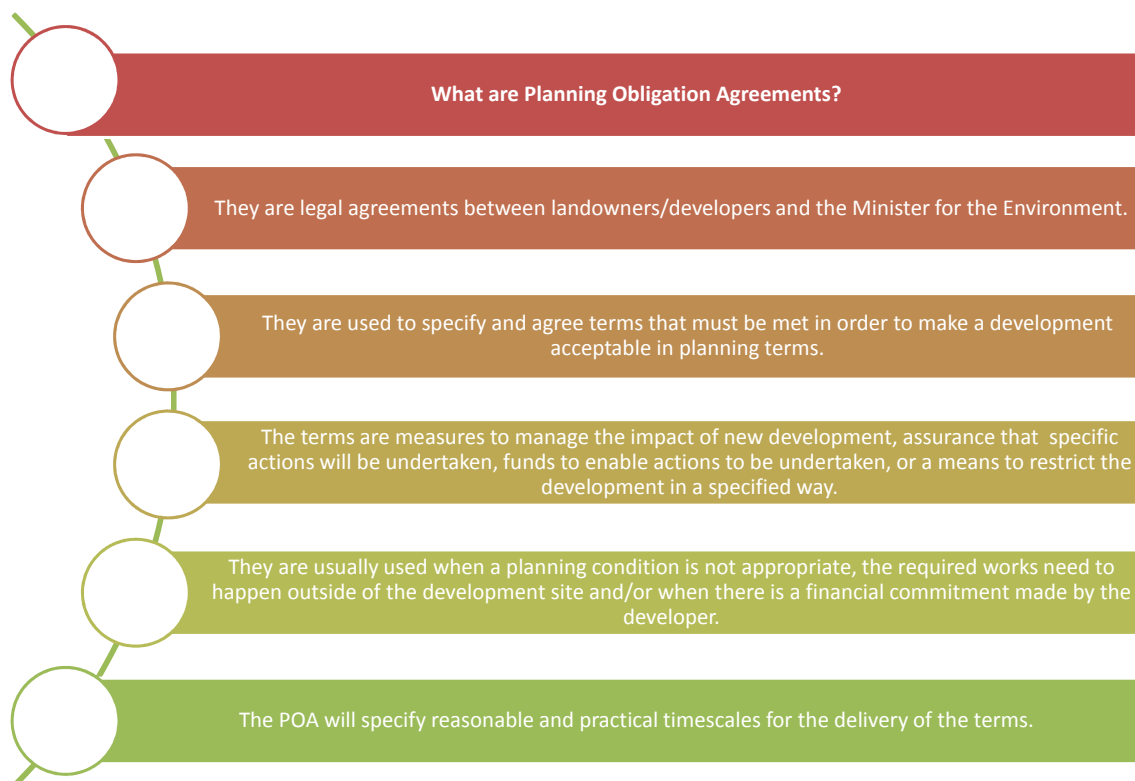 What are Planning Obligation Agreements?
They are legal agreements between landowners/developers and the Minister for the Environment.
They are used to specify and agree terms that must be met in order to make a development
acceptable in planning terms.
The terms are measures to manage the impact of new development, assurance that  specific
actions will be undertaken, funds to enable actions to be undertaken, or a means to restrict the
development in a specified way.
They are usually used when a planning condition is not appropriate, the required works need to
happen outside of the development site and/or when there is a financial commitment made by the
developer.
The POA will specify reasonable and practical timescales for the delivery of the terms.